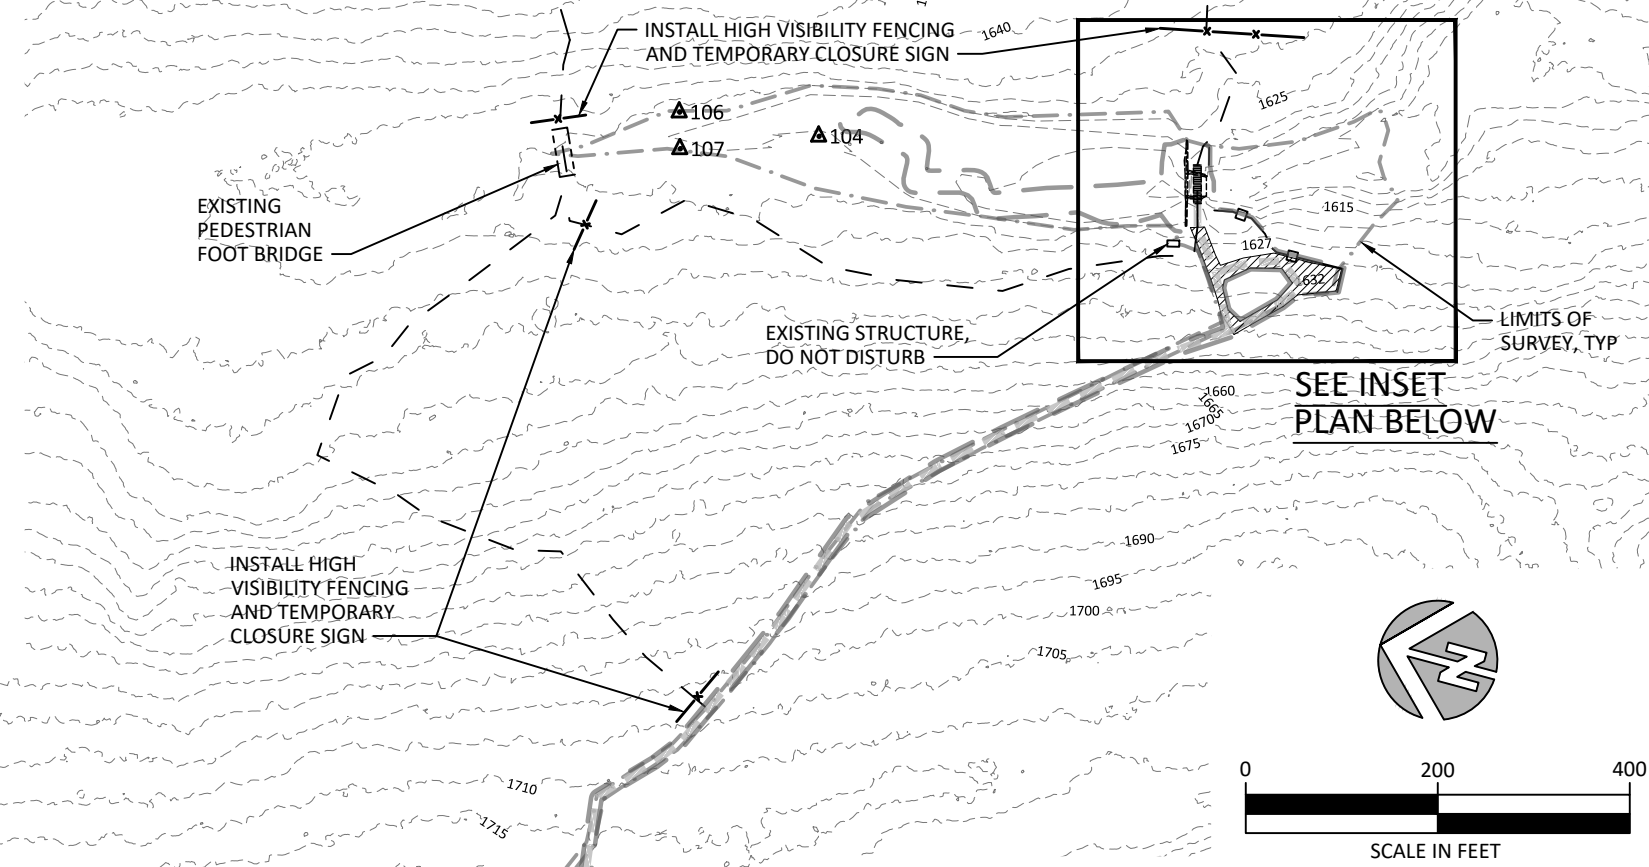 INSTALL HIGH VISIBILITY FENCING
AND TEMPORARY CLOSURE SIGN
1640
1625
106
107
104
EXISTING
PEDESTRIAN
FOOT BRIDGE
1615
1627
632
EXISTING STRUCTURE,
DO NOT DISTURB
LIMITS OF
SURVEY, TYP
SEE INSET
PLAN BELOW
1660
1665
1670
1675
1690
1695
1700
1705
1710
1715
INSTALL HIGH
VISIBILITY FENCING
AND TEMPORARY
CLOSURE SIGN
N
0 200 400
SCALE IN FEET